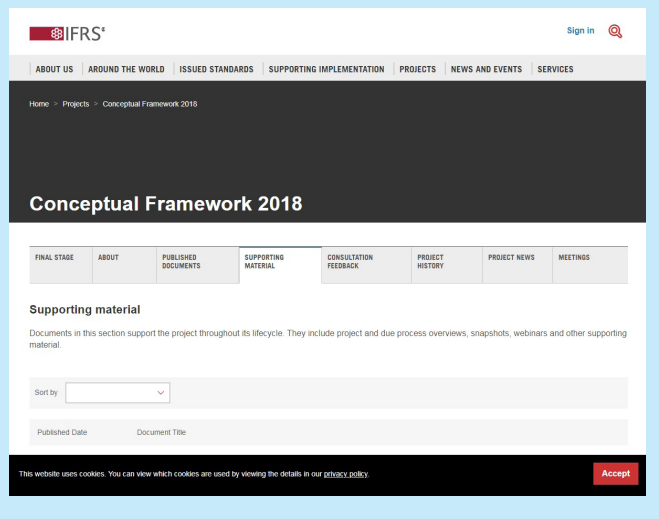 IFRS
Sign in
ABOUT US AROUND THE WORLD ISSUED STANDARDS SUPPORTING IMPLEMENTATION PROJECTS NEWS AND EVENTS SERVICES
Home > Projects > Conceptual Framework 2018
Conceptual Framework 2018
FINAL STAGE ABOUT PUBLISHED SUPPORTING CONSULTATION PROJECT PROJECT NEWS MEETINGS
DOCUMENTS MATERIAL FEEDBACK HISTORY
Supporting material
Documents in this section support the project throughout its lifecycle. They include project and due process overviews, snapshots, webinars and other supporting
material.
Sort by
Published Date Document Title
This website uses cookies. You can view which cookies are used by viewing the details in our privacy policy.
Accept